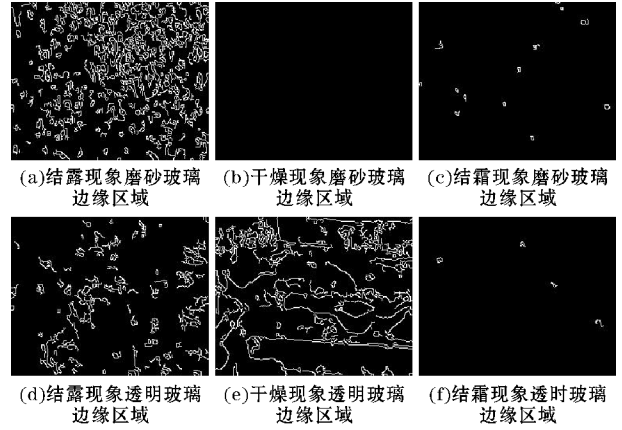 (a)结露现象磨砂玻璃
边缘区域
(b)干燥现象磨砂玻璃
边缘区域
(c)结霜现象磨砂玻璃
边缘区域
(d)结露现象透明玻璃
边缘区域
(e)干燥现象透明玻璃
边缘区域
(f)结霜现象透时玻璃
边缘区域